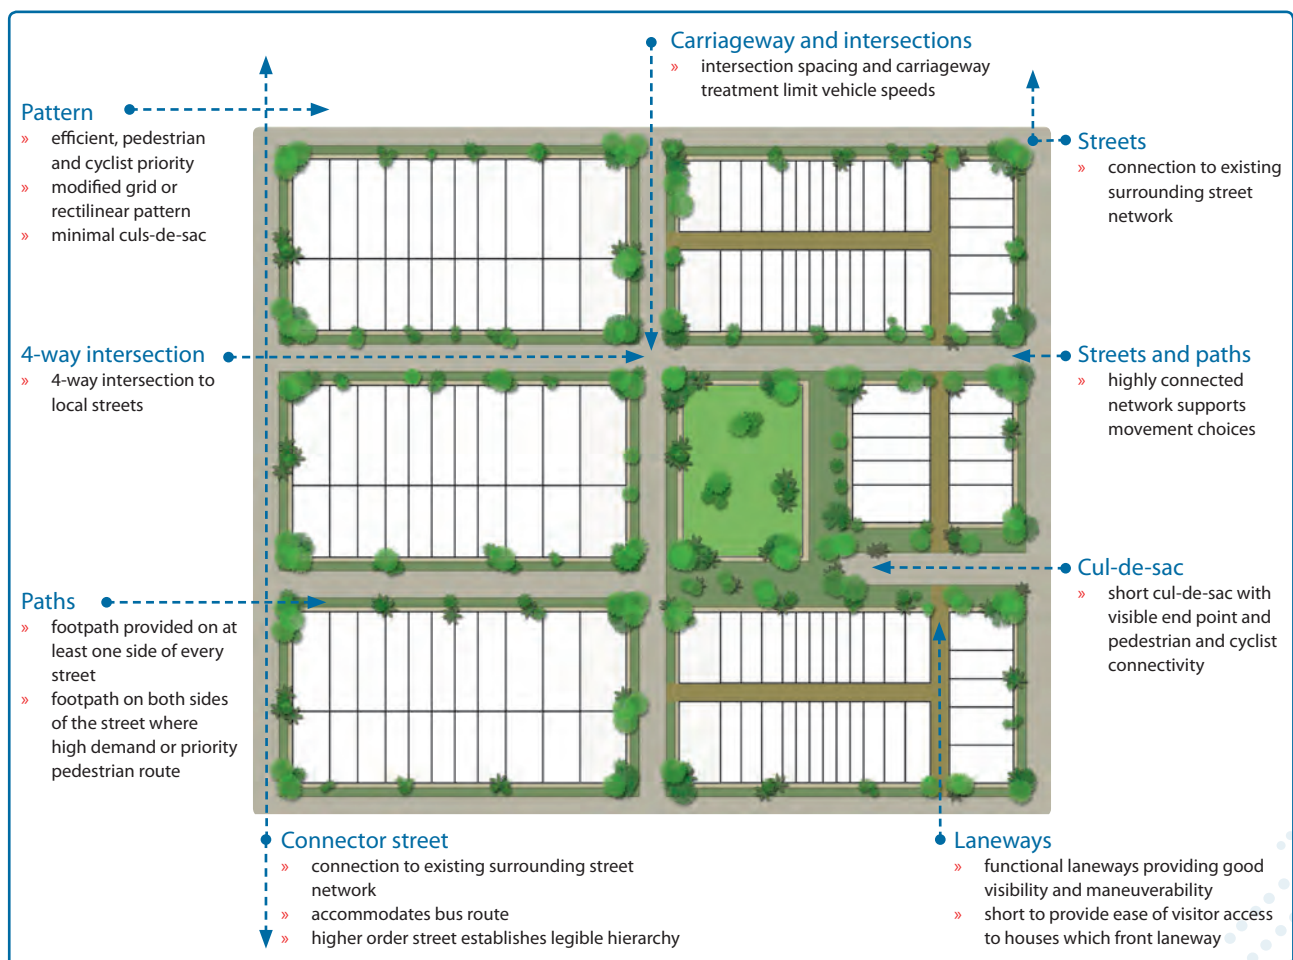 Carriageway and intersections
» intersection spacing and carriageway
treatment limit vehicle speeds
Pattern
» efficient, pedestrian
and cyclist priority
» modified grid or
rectilinear pattern
» minimal culs-de-sac
Streets
» connection to existing
surrounding street
network
4-way intersection
» 4-way intersection to
local streets
Streets and paths
» highly connected
network supports
movement choices
Paths
» footpath provided on at
least one side of every
street
» footpath on both sides
of the street where
high demand or priority
pedestrian route
Cul-de-sac
» short cul-de-sac with
visible end point and
pedestrian and cyclist
connectivity
Connector street
» connection to existing surrounding street
network
» accommodates bus route
» higher order street establishes legible hierarchy
Laneways
» functional laneways providing good
visibility and maneuverability
» short to provide ease of visitor access
to houses which front laneway